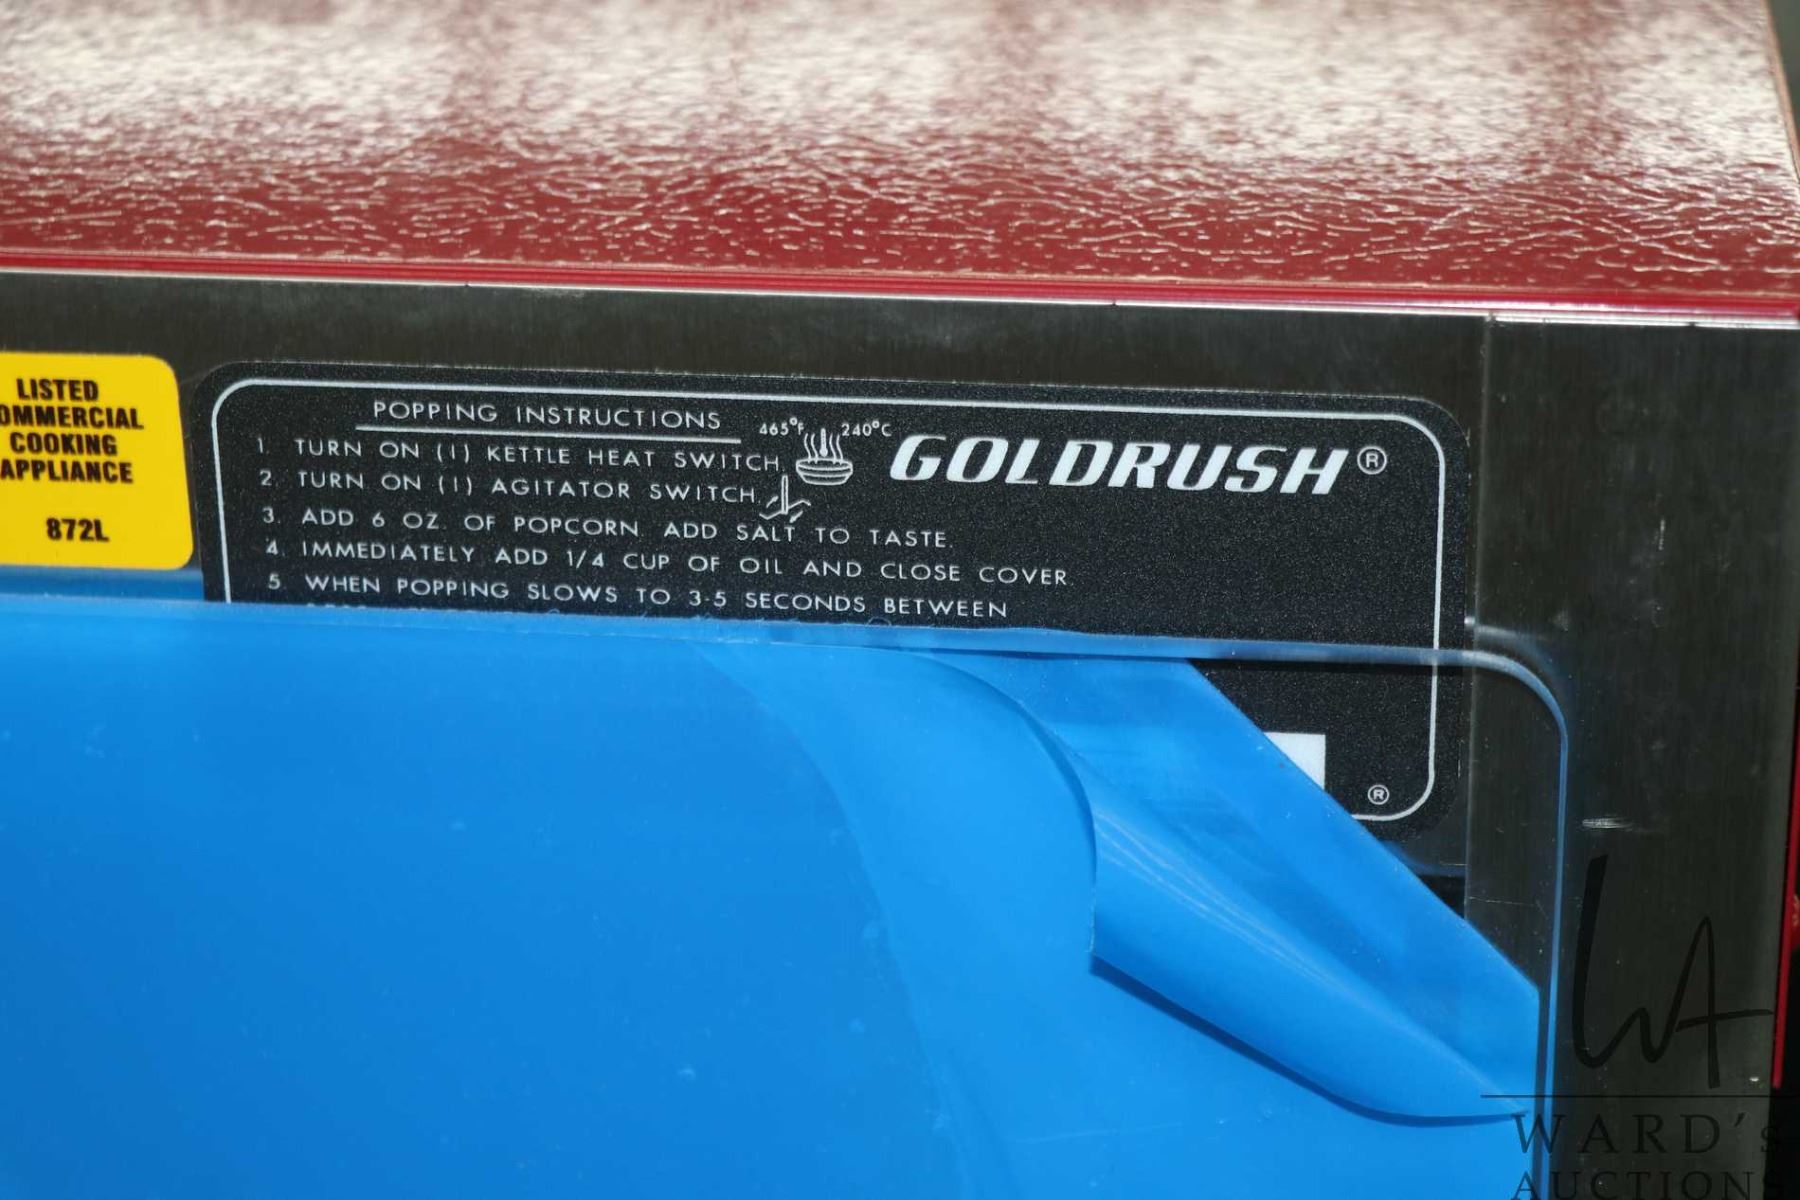 LISTED
COMMERCIAL
COOKING
APPLIANCE
872L
POPPING INSTRUCTIONS
465°F 240°C
GOLDRUSH®
1. TURN ON (1) KETTLE HEAT SWITCH.
2. TURN ON (1) AGITATOR SWITCH.
3. ADD 6 OZ. OF POPCORN. ADD SALT TO TASTE.
4. IMMEDIATELY ADD 1/4 CUP OF OIL AND CLOSE COVER.
5. WHEN POPPING SLOWS TO 3-5 SECONDS BETWEEN
®
WA
WARD's
AUCTIONS